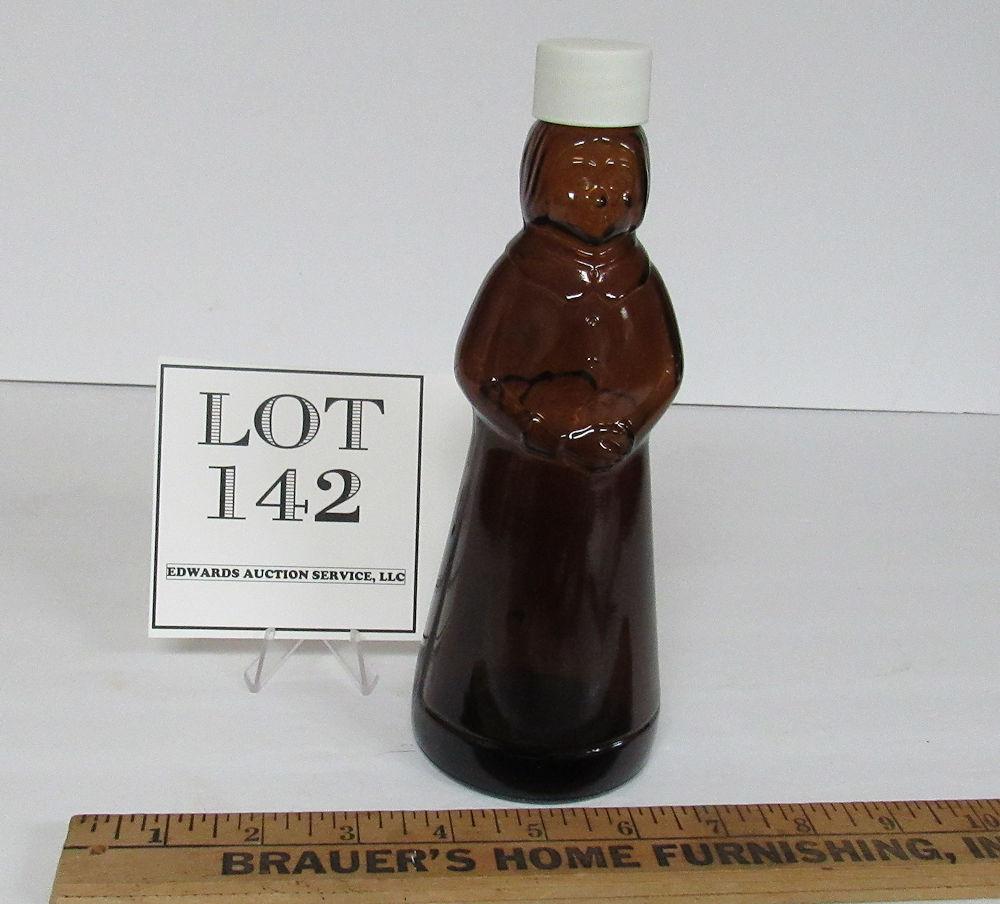 LOT
142
EDWARDS AUCTION SERVICE, LLC
1 2 3 4 5 6 7 8 9 10
BRAUER'S HOME FURNISHING, IN